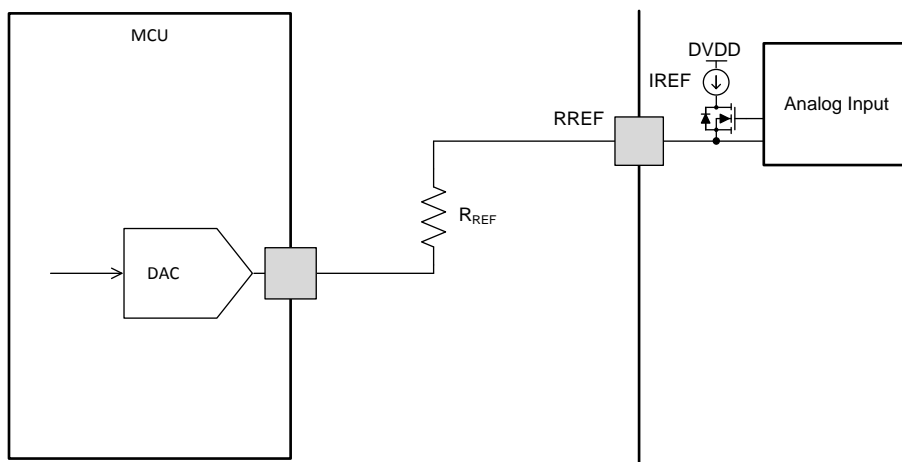 MCU
DVDD
IREF
Analog Input
RREF
RREF
DAC